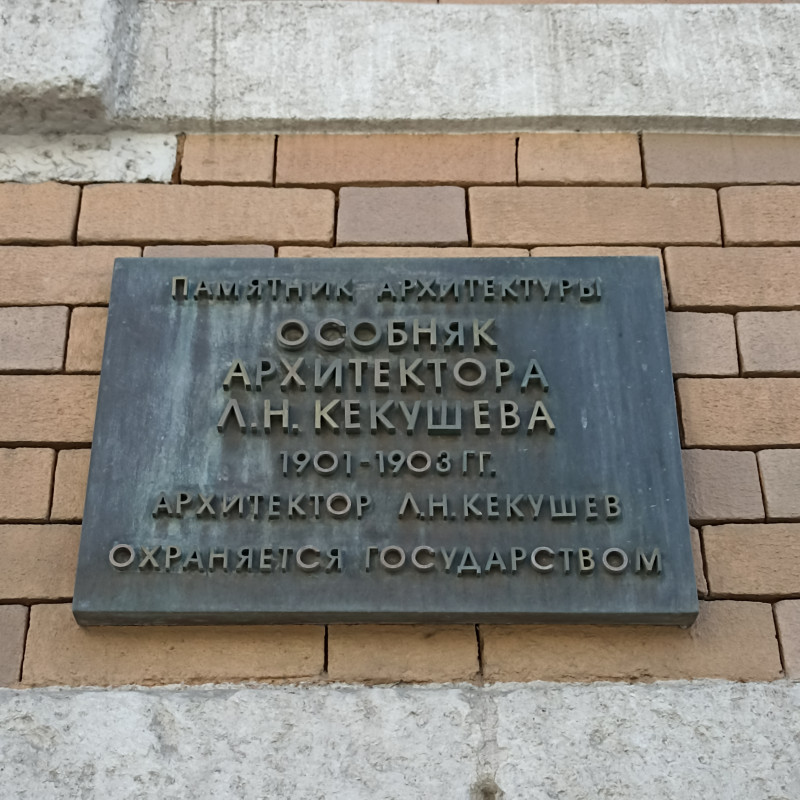 ПАМЯТНИК АРХИТЕКТУРЫ
ОСОБНЯК
АРХИТЕКТОРА
Л.Н. КЕКУШЕВА
1901-1903 ГГ.
АРХИТЕКТОР Л.Н.КЕКУШЕВ
ОХРАНЯЕТСЯ ГОСУДАРСТВОМ